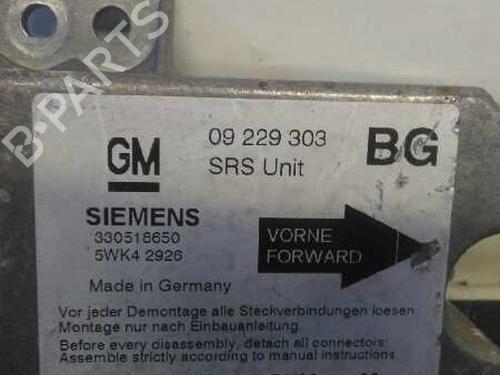 GM
09 229 303
SRS Unit
BG
SIEMENS
330518650
5WK4 2926
VORNE
FORWARD
Made in Germany
Vor jeder Demontage alle Steckverbindungen loesen
Montage nur nach Einbauanleitung.
Before every disassembly, detach all connectors:
Assemble strictly according to manual instructions.
B-PARTS